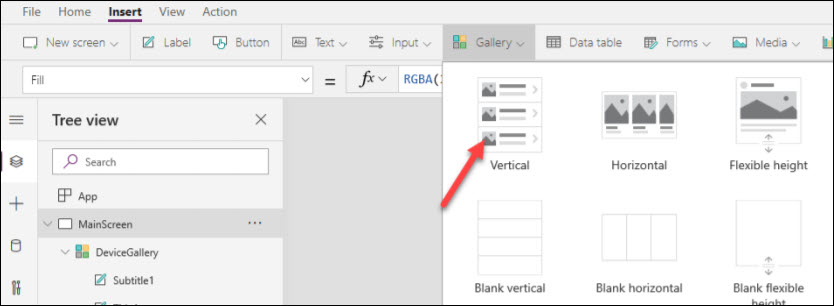 File Home Insert View Action
New screen Label Button Abc Text Input Gallery Data table Forms Media
Fill = fx RGBA(
Tree view
Search
App
MainScreen ...
DeviceGallery
Subtitle1
Vertical Horizontal Flexible height
Blank vertical Blank horizontal Blank flexible
height